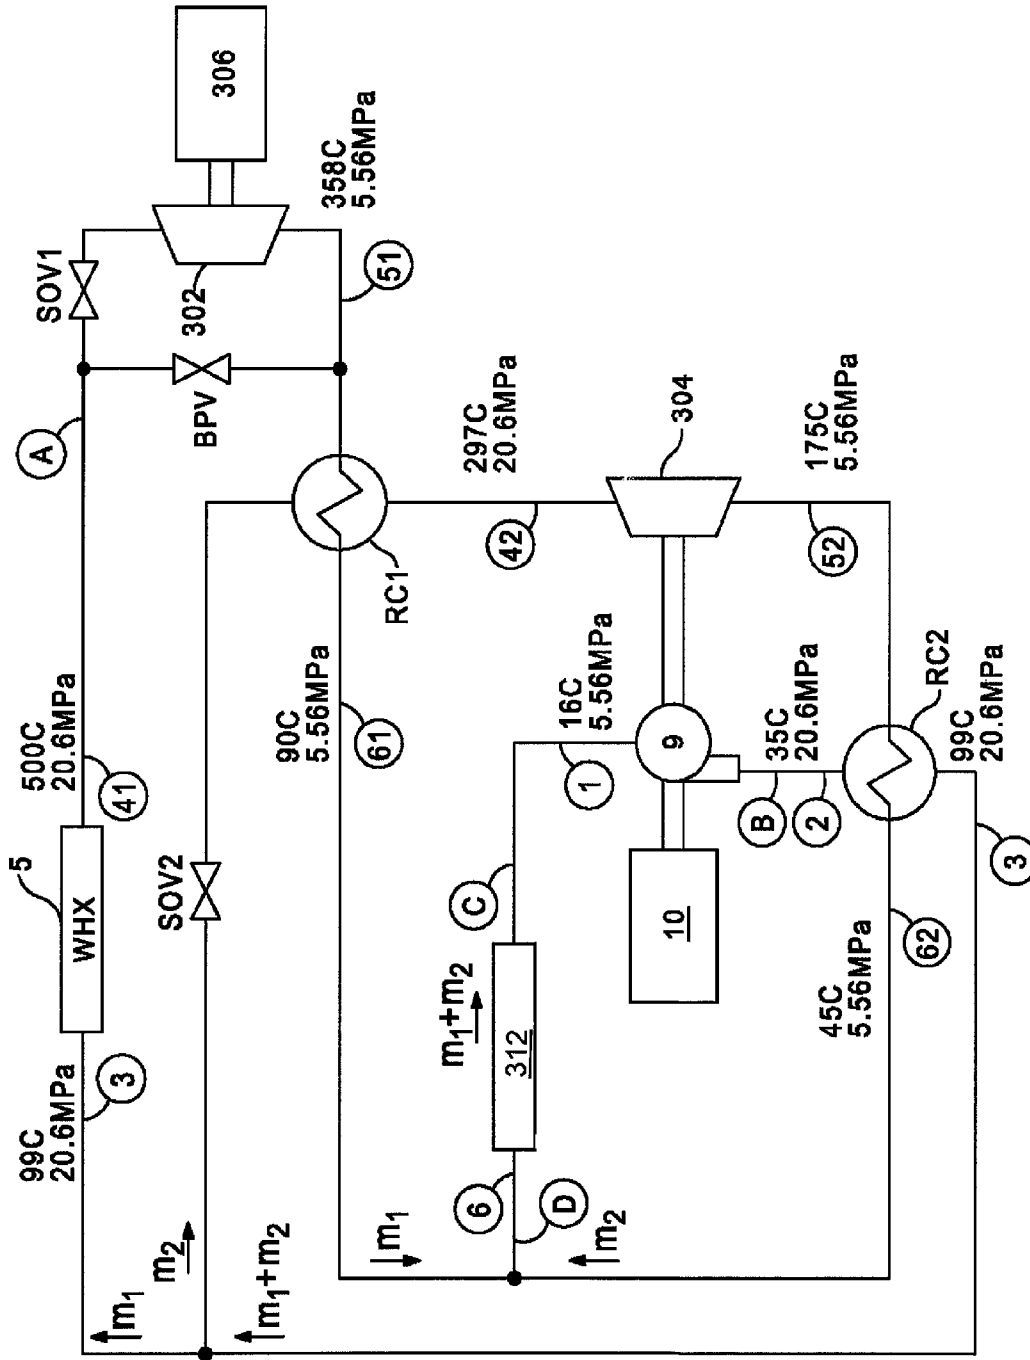 306
358C
5.56MPa
SOV1
302
51
A
BPV
304
297C
20.6MPa
175C
5.56MPa
42
52
RC1
500C
20.6MPa
90C
5.56MPa
16C
5.56MPa
RC2
41
61
1
9
35C
20.6MPa
99C
20.6MPa
B
2
3
5
WHX
SOV2
C
10
m1+m2
312
45C
5.56MPa
62
99C
20.6MPa
3
6
D
m1
m2
m2
m1
m1+m2